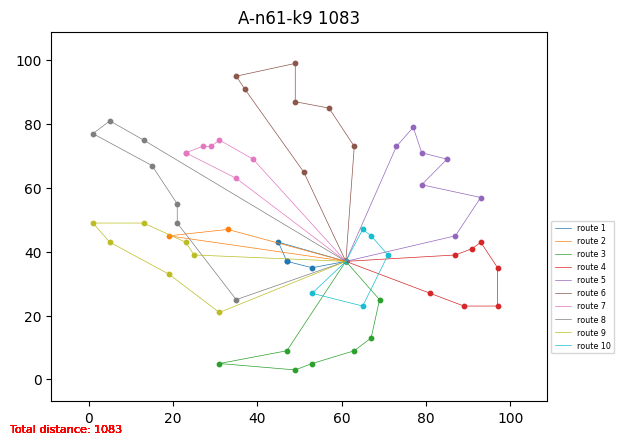 A-n61-k9 1083
100
80
60
40
20
0
0 20 40 60 80 100
route 1
route 2
route 3
route 4
route 5
route 6
route 7
route 8
route 9
route 10
Total distance: 1083